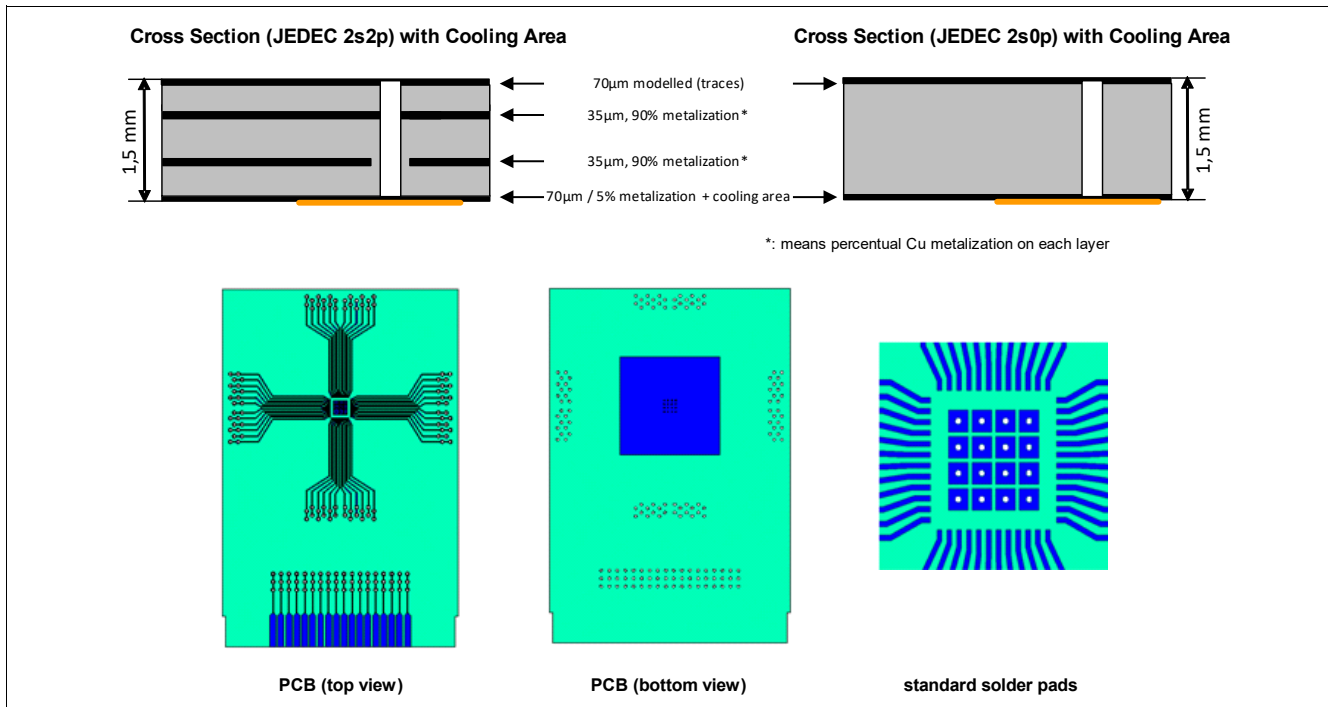 Cross Section (JEDEC 2s2p) with Cooling Area
Cross Section (JEDEC 2s0p) with Cooling Area
1,5 mm
70µm modelled (traces)
35µm, 90% metalization*
35µm, 90% metalization*
70µm / 5% metalization + cooling area
1,5 mm
*: means percentual Cu metalization on each layer
PCB (top view)
PCB (bottom view)
standard solder pads